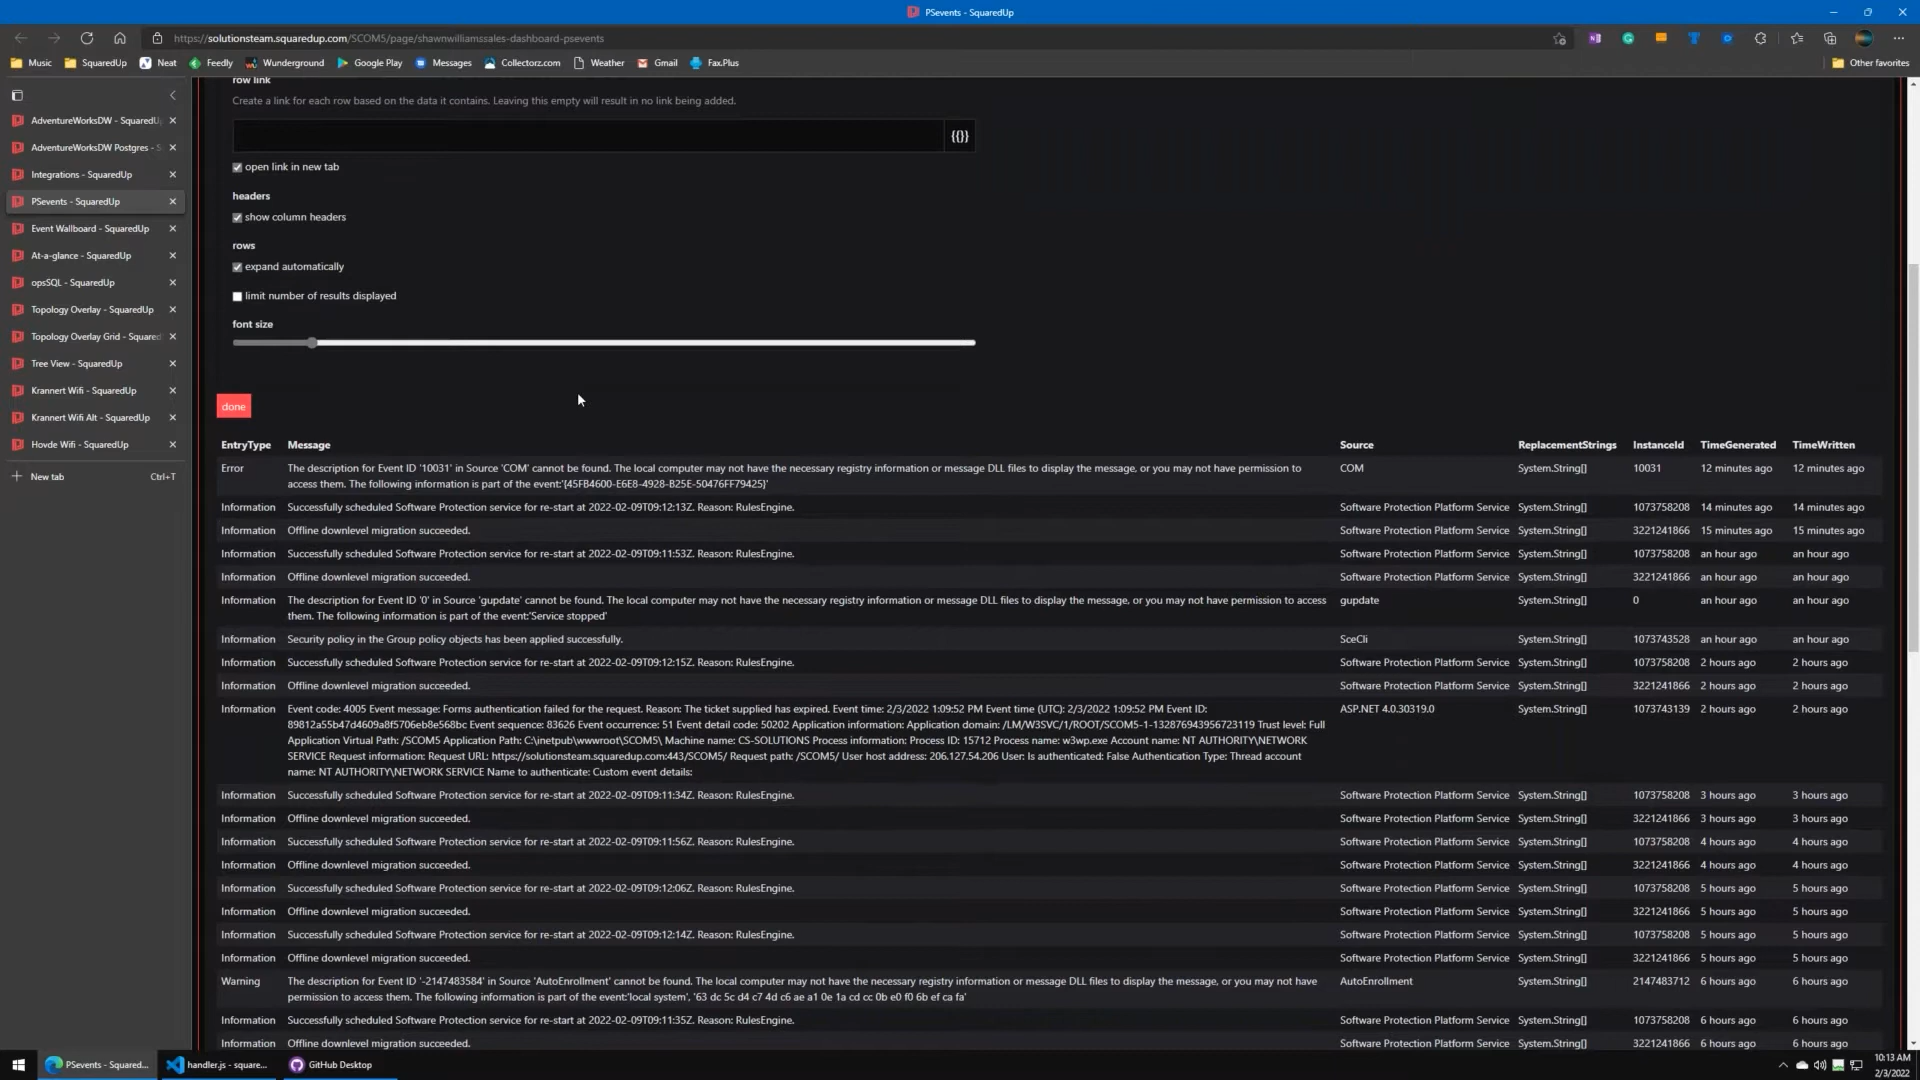 PSevents - SquaredUp
https://solutionsteam.squaredup.com/SCOM5/page/shawnwilliamssales-dashboard-psevents
Music SquaredUp Neat Feedly Wunderground Google Play Messages Collectorz.com Weather Gmail Fax.Plus Other favorites
AdventureWorksDW - SquaredU
AdventureWorksDW Postgres - S
Integrations - SquaredUp
PSevents - SquaredUp
Event Wallboard - SquaredUp
At-a-glance - SquaredUp
opsSQL - SquaredUp
Topology Overlay - SquaredUp
Topology Overlay Grid - Squared
Tree View - SquaredUp
Krannert Wifi - SquaredUp
Krannert Wifi Alt - SquaredUp
Hovde Wifi - SquaredUp
New tab Ctrl+T
row link
Create a link for each row based on the data it contains. Leaving this empty will result in no link being added.
{{}}
open link in new tab
headers
show column headers
rows
expand automatically
limit number of results displayed
font size
done
EntryType Message Source ReplacementStrings InstanceId TimeGenerated TimeWritten
Error The description for Event ID '10031' in Source 'COM' cannot be found. The local computer may not have the necessary registry information or message DLL files to display the message, or you may not have permission to COM System.String[] 10031 12 minutes ago 12 minutes ago
access them. The following information is part of the event:'{45FB4600-E6E8-4928-B25E-50476FF79425}'
Information Successfully scheduled Software Protection service for re-start at 2022-02-09T09:12:13Z. Reason: RulesEngine. Software Protection Platform Service System.String[] 1073758208 14 minutes ago 14 minutes ago
Information Offline downlevel migration succeeded. Software Protection Platform Service System.String[] 3221241866 15 minutes ago 15 minutes ago
Information Successfully scheduled Software Protection service for re-start at 2022-02-09T09:11:53Z. Reason: RulesEngine. Software Protection Platform Service System.String[] 1073758208 an hour ago an hour ago
Information Offline downlevel migration succeeded. Software Protection Platform Service System.String[] 3221241866 an hour ago an hour ago
Information The description for Event ID '0' in Source 'gupdate' cannot be found. The local computer may not have the necessary registry information or message DLL files to display the message, or you may not have permission to access gupdate System.String[] 0 an hour ago an hour ago
them. The following information is part of the event:'Service stopped'
Information Security policy in the Group policy objects has been applied successfully. SceCli System.String[] 1073743528 an hour ago an hour ago
Information Successfully scheduled Software Protection service for re-start at 2022-02-09T09:12:15Z. Reason: RulesEngine. Software Protection Platform Service System.String[] 1073758208 2 hours ago 2 hours ago
Information Offline downlevel migration succeeded. Software Protection Platform Service System.String[] 3221241866 2 hours ago 2 hours ago
Information Event code: 4005 Event message: Forms authentication failed for the request. Reason: The ticket supplied has expired. Event time: 2/3/2022 1:09:52 PM Event time (UTC): 2/3/2022 1:09:52 PM Event ID: ASP.NET 4.0.30319.0 System.String[] 1073743139 2 hours ago 2 hours ago
89812a55b47d4609a8f5706eb8e568bc Event sequence: 83626 Event occurrence: 51 Event detail code: 50202 Application information: Application domain: /LM/W3SVC/1/ROOT/SCOM5-1-132876943956723119 Trust level: Full
Application Virtual Path: /SCOM5 Application Path: C:\inetpub\wwwroot\SCOM5\ Machine name: CS-SOLUTIONS Process information: Process ID: 15712 Process name: w3wp.exe Account name: NT AUTHORITY\NETWORK
SERVICE Request information: Request URL: https://solutionsteam.squaredup.com:443/SCOM5/ Request path: /SCOM5/ User host address: 206.127.54.206 User: Is authenticated: False Authentication Type: Thread account
name: NT AUTHORITY\NETWORK SERVICE Name to authenticate: Custom event details:
Information Successfully scheduled Software Protection service for re-start at 2022-02-09T09:11:34Z. Reason: RulesEngine. Software Protection Platform Service System.String[] 1073758208 3 hours ago 3 hours ago
Information Offline downlevel migration succeeded. Software Protection Platform Service System.String[] 3221241866 3 hours ago 3 hours ago
Information Successfully scheduled Software Protection service for re-start at 2022-02-09T09:11:56Z. Reason: RulesEngine. Software Protection Platform Service System.String[] 1073758208 4 hours ago 4 hours ago
Information Offline downlevel migration succeeded. Software Protection Platform Service System.String[] 3221241866 4 hours ago 4 hours ago
Information Successfully scheduled Software Protection service for re-start at 2022-02-09T09:12:06Z. Reason: RulesEngine. Software Protection Platform Service System.String[] 1073758208 5 hours ago 5 hours ago
Information Offline downlevel migration succeeded. Software Protection Platform Service System.String[] 3221241866 5 hours ago 5 hours ago
Information Successfully scheduled Software Protection service for re-start at 2022-02-09T09:12:14Z. Reason: RulesEngine. Software Protection Platform Service System.String[] 1073758208 5 hours ago 5 hours ago
Information Offline downlevel migration succeeded. Software Protection Platform Service System.String[] 3221241866 5 hours ago 5 hours ago
Warning The description for Event ID '-2147483584' in Source 'AutoEnrollment' cannot be found. The local computer may not have the necessary registry information or message DLL files to display the message, or you may not have AutoEnrollment System.String[] 2147483712 6 hours ago 6 hours ago
permission to access them. The following information is part of the event:'local system', '63 dc 5c d4 c7 4d c6 ae a1 0e 1a cd cc 0b e0 f0 6b ef ca fa'
Information Successfully scheduled Software Protection service for re-start at 2022-02-09T09:11:35Z. Reason: RulesEngine. Software Protection Platform Service System.String[] 1073758208 6 hours ago 6 hours ago
Information Offline downlevel migration succeeded. Software Protection Platform Service System.String[] 3221241866 6 hours ago 6 hours ago
PSevents - Squared... handler.js - square... GitHub Desktop 10:13 AM
2/3/2022